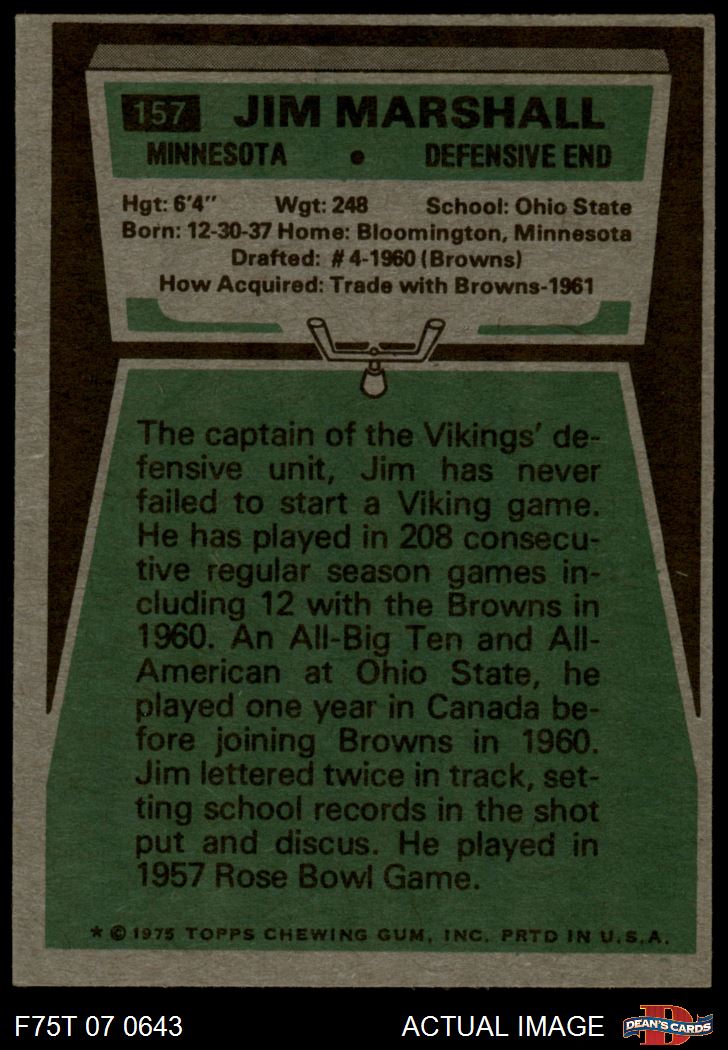 157 JIM MARSHALL
MINNESOTA • DEFENSIVE END
Hgt: 6'4" Wgt: 248 School: Ohio State
Born: 12-30-37 Home: Bloomington, Minnesota
Drafted: #4-1960 (Browns)
How Acquired: Trade with Browns-1961
The captain of the Vikings' de-
fensive unit, Jim has never
failed to start a Viking game.
He has played in 208 consecu-
tive regular season games in-
cluding 12 with the Browns in
1960. An All-Big Ten and All-
American at Ohio State, he
played one year in Canada be-
fore joining Browns in 1960.
Jim lettered twice in track, set-
ting school records in the shot
put and discus. He played in
1957 Rose Bowl Game.
* © 1975 TOPPS CHEWING GUM, INC. PRTD IN U.S.A.
F75T 07 0643 ACTUAL IMAGE D DEAN'S CARDS